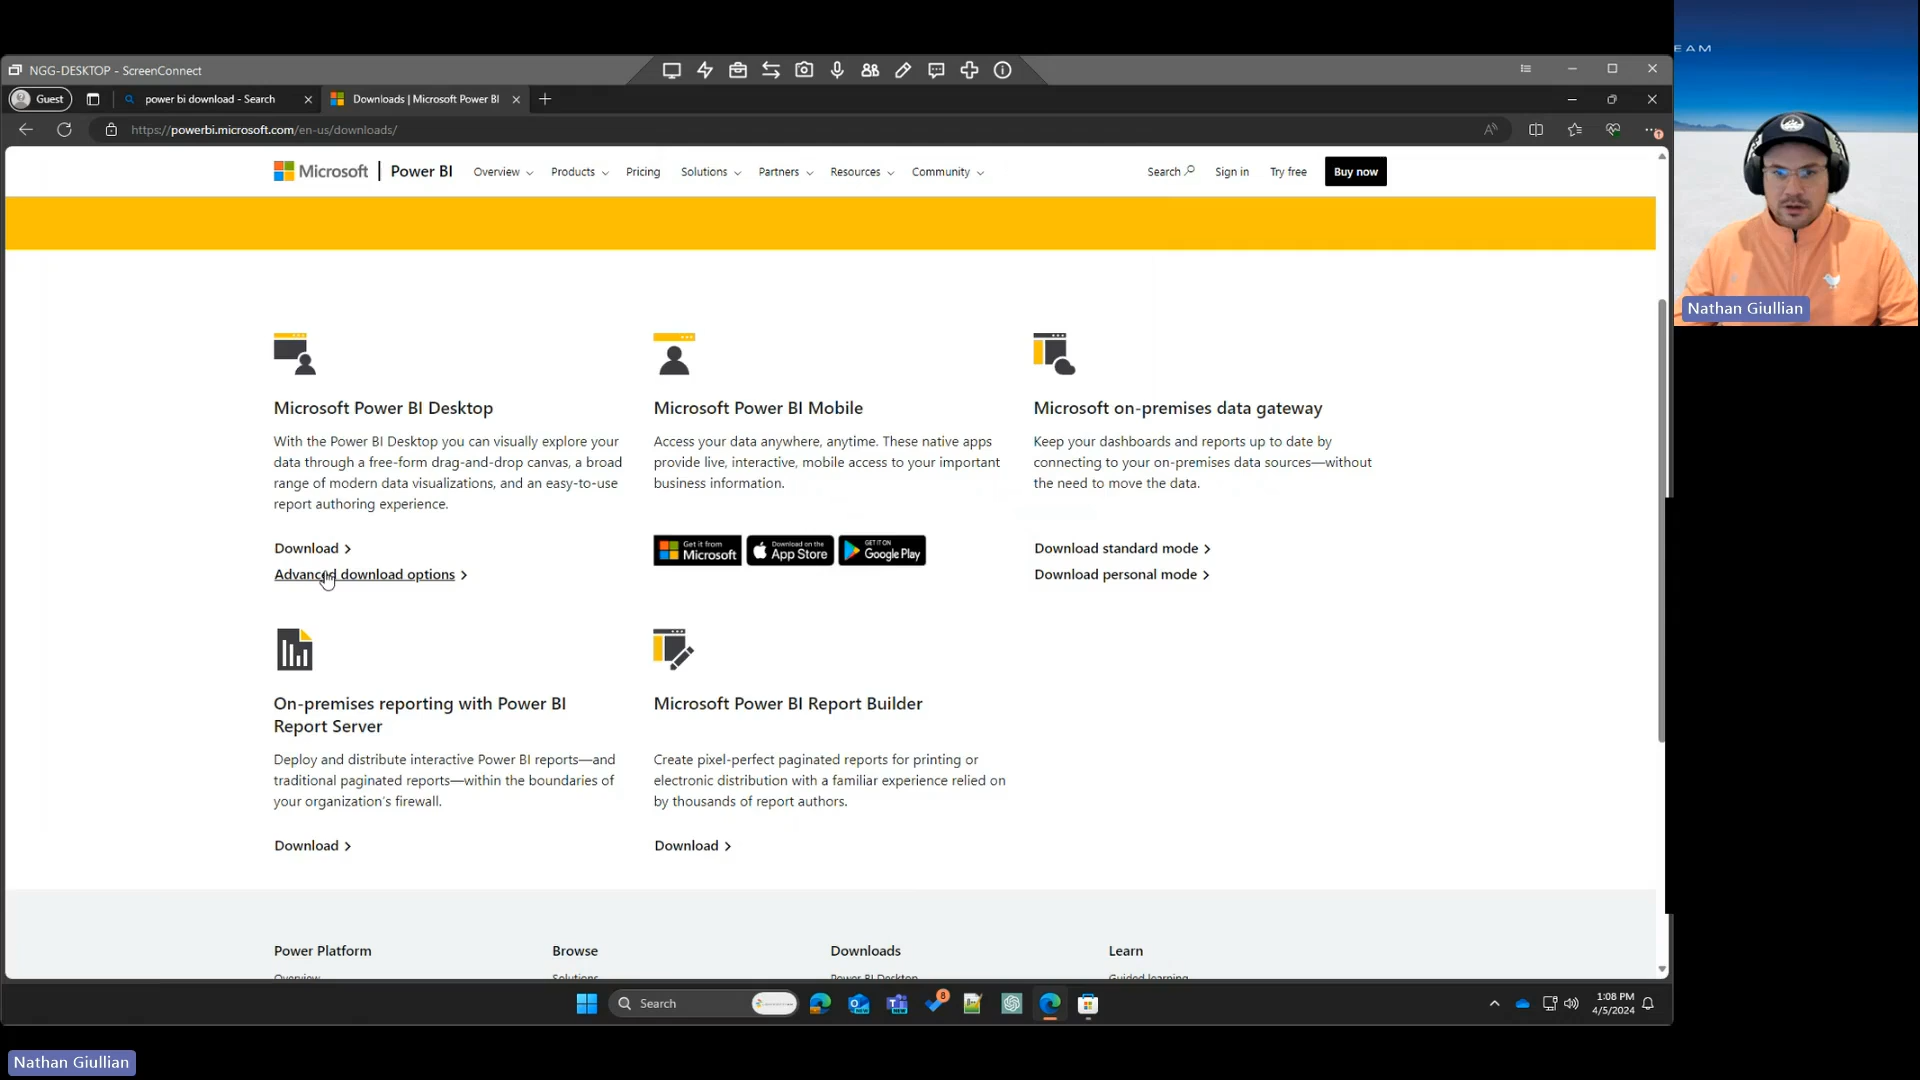 EAM
NGG-DESKTOP - ScreenConnect
Guest
power bi download - Search
Downloads | Microsoft Power BI
https://powerbi.microsoft.com/en-us/downloads/
Microsoft
Power BI
Overview
Products
Pricing
Solutions
Partners
Resources
Community
Search
Sign in
Try free
Buy now
Nathan Giullian
Microsoft Power BI Desktop
With the Power BI Desktop you can visually explore your
data through a free-form drag-and-drop canvas, a broad
range of modern data visualizations, and an easy-to-use
report authoring experience.
Download
Advanced download options
Microsoft Power BI Mobile
Access your data anywhere, anytime. These native apps
provide live, interactive, mobile access to your important
business information.
Get it from
Microsoft
Download on the
App Store
GET IT ON
Google Play
Microsoft on-premises data gateway
Keep your dashboards and reports up to date by
connecting to your on-premises data sources—without
the need to move the data.
Download standard mode
Download personal mode
On-premises reporting with Power BI
Report Server
Deploy and distribute interactive Power BI reports—and
traditional paginated reports—within the boundaries of
your organization's firewall.
Download
Microsoft Power BI Report Builder
Create pixel-perfect paginated reports for printing or
electronic distribution with a familiar experience relied on
by thousands of report authors.
Download
Power Platform
Browse
Downloads
Learn
Overview
Solutions
Power BI Desktop
Guided learning
Search
8
1:08 PM
4/5/2024
Nathan Giullian